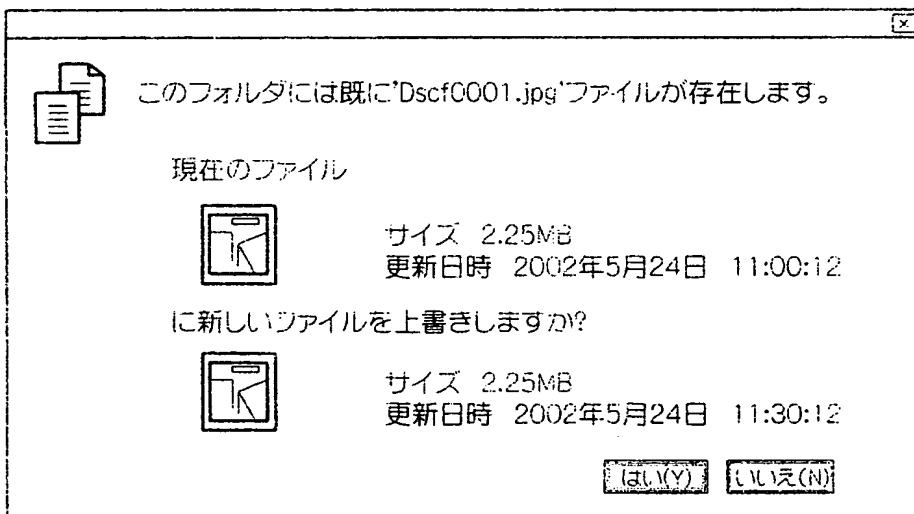 このフォルダには既に'Dscf0001.jpg'ファイルが存在します。
現在のファイル
サイズ 2.25MB
更新日時 2002年5月24日 11:00:12
に新しいファイルを上書きしますか?
サイズ 2.25MB
更新日時 2002年5月24日 11:30:12
はい(Y) いいえ(N)